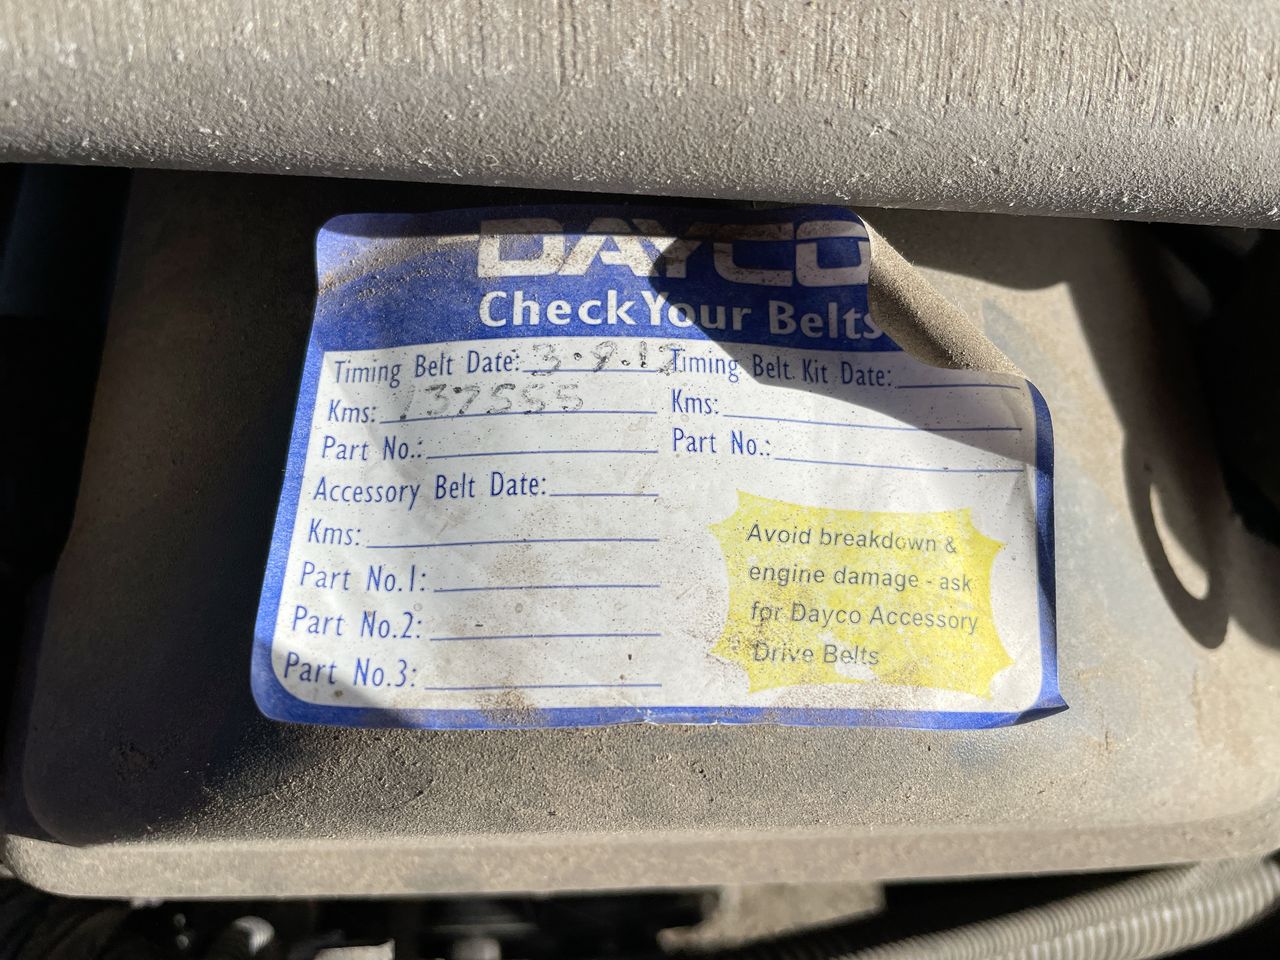 DAYCO
Check Your Belts
Timing Belt Date: 3.9.1
Kms: 137555
Part No.:
Accessory Belt Date:
Kms:
Part No.1:
Part No.2:
Part No.3:
Timing Belt Kit Date:
Kms:
Part No.:
Avoid breakdown &
engine damage - ask
for Dayco Accessory
Drive Belts